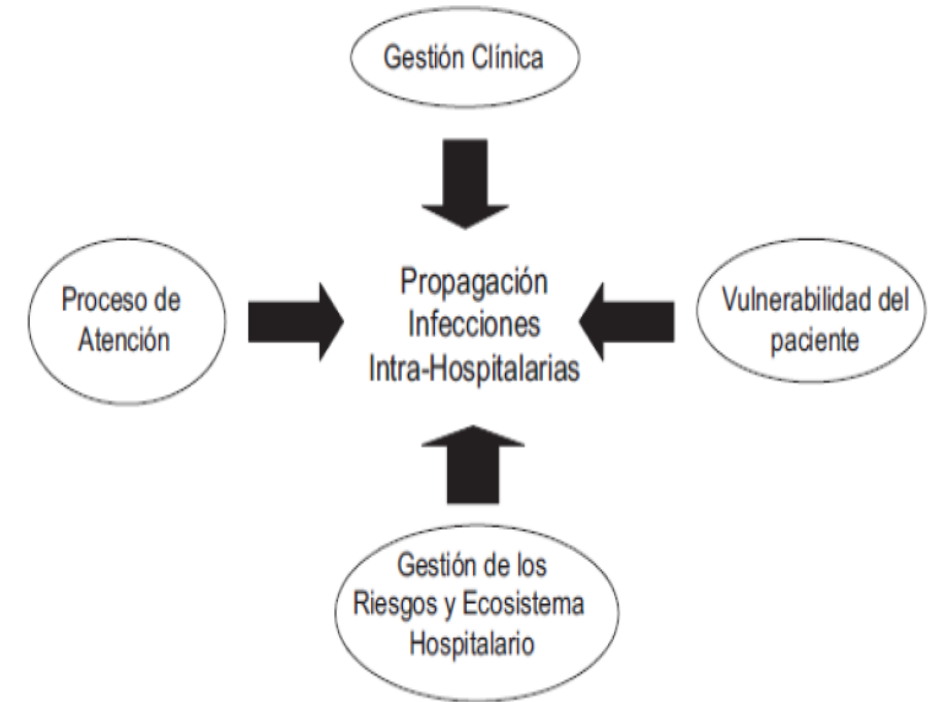 Gestión Clínica
Proceso de
Atención
Propagación
Infecciones
Intra-Hospitalarias
Vulnerabilidad del
paciente
Gestión de los
Riesgos y Ecosistema
Hospitalario